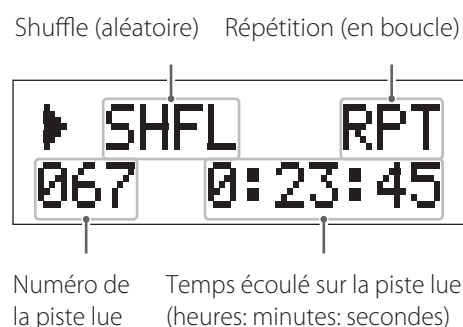 Shuffle (aléatoire) Répétition (en boucle)
SHFL RPT
067 0:23:45
Numéro de la piste lue
Temps écoulé sur la piste lue
(heures: minutes: secondes)